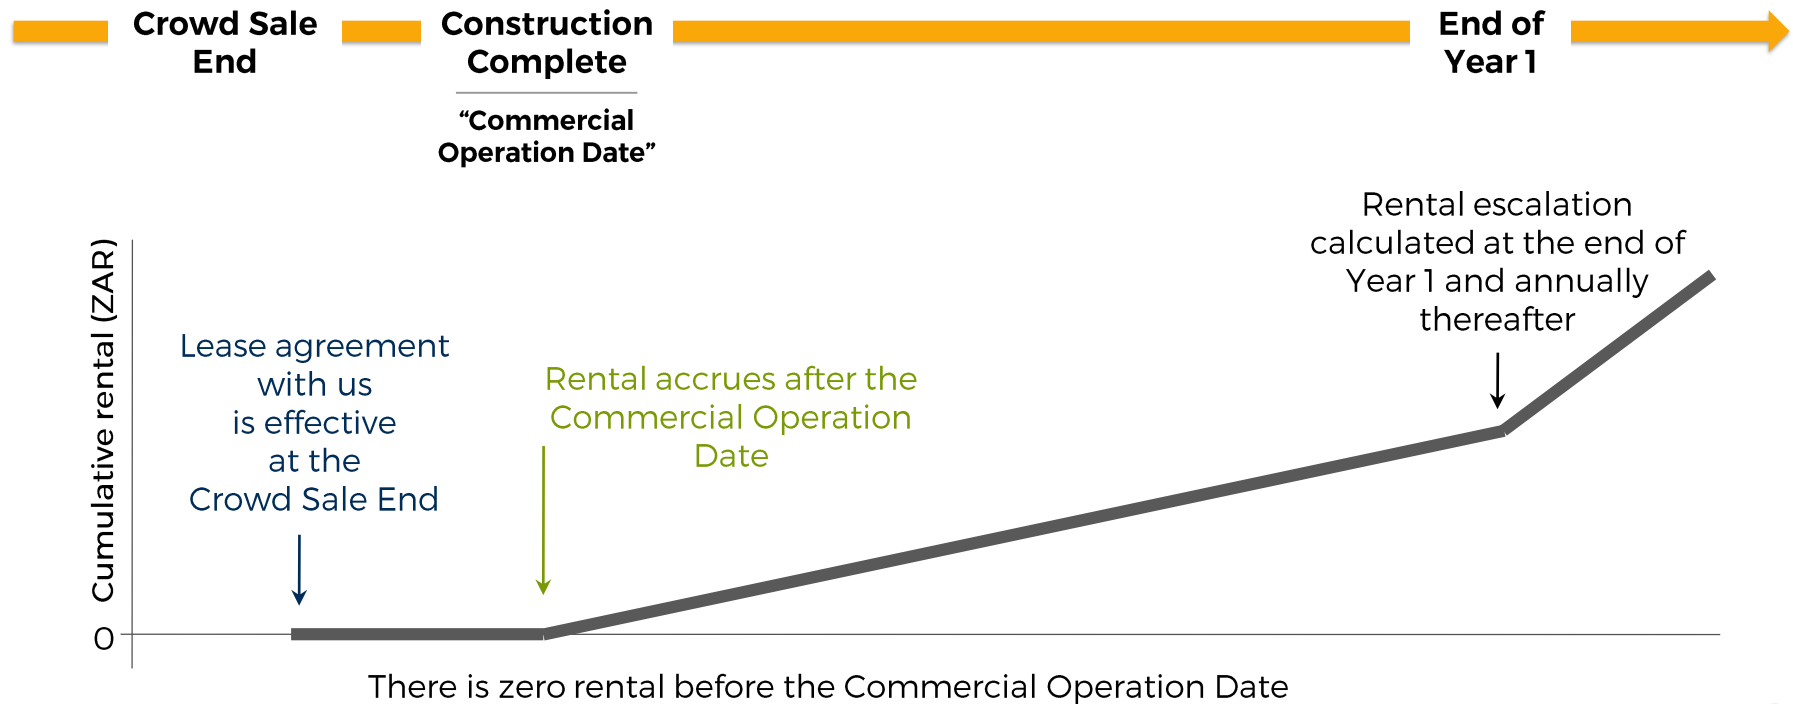 Crowd Sale
End
Construction
Complete
“Commercial
Operation Date”
End of
Year 1
Cumulative rental (ZAR)
0
Lease agreement
with us
is effective
at the
Crowd Sale End
Rental accrues after the
Commercial Operation
Date
Rental escalation
calculated at the end of
Year 1 and annually
thereafter
There is zero rental before the Commercial Operation Date